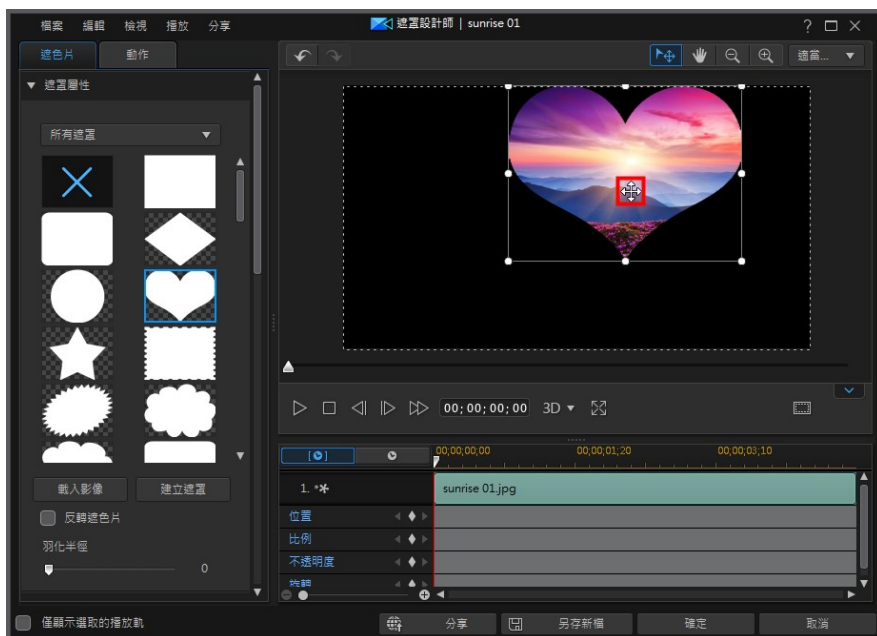 檔案 編輯 檢視 播放 分享
遮罩設計師 | sunrise 01
?
遮色片 動作
適當...
遮罩屬性
所有遮罩
載入影像 建立遮罩
反轉遮色片
羽化半徑
0
00;00;00;00 3D
00;00;00;00 00;00;01;20 00;00;03;10
1. sunrise 01.jpg
位置
比例
不透明度
旋轉
僅顯示選取的播放軌
分享 另存新檔 確定 取消